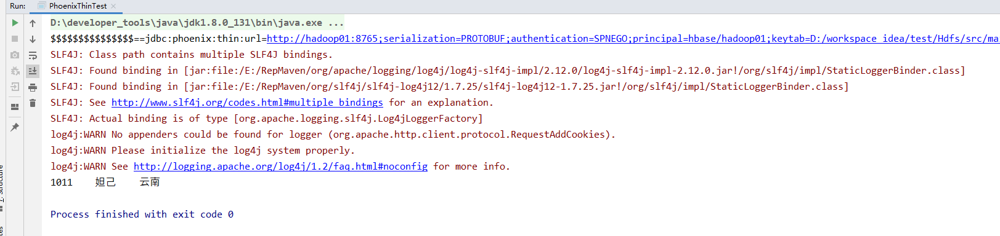 Run: PhoenixThinTest
D:\developer_tools\java\jdk1.8.0_131\bin\java.exe ...
$$$$$$$$$$$$$$$==jdbc:phoenix:thin:url=http://hadoop01:8765;serialization=PROTOBUF;authentication=SPNEGO;principal=hbase/hadoop01;keytab=D:/workspace_idea/test/Hdfs/src/mai
SLF4J: Class path contains multiple SLF4J bindings.
SLF4J: Found binding in [jar:file:/E:/RepMaven/org/apache/logging/log4j/log4j-slf4j-impl/2.12.0/log4j-slf4j-impl-2.12.0.jar!/org/slf4j/impl/StaticLoggerBinder.class]
SLF4J: Found binding in [jar:file:/E:/RepMaven/org/slf4j/slf4j-log4j12/1.7.25/slf4j-log4j12-1.7.25.jar!/org/slf4j/impl/StaticLoggerBinder.class]
SLF4J: See http://www.slf4j.org/codes.html#multiple_bindings for an explanation.
SLF4J: Actual binding is of type [org.apache.logging.slf4j.Log4jLoggerFactory]
log4j:WARN No appenders could be found for logger (org.apache.http.client.protocol.RequestAddCookies).
log4j:WARN Please initialize the log4j system properly.
log4j:WARN See http://logging.apache.org/log4j/1.2/faq.html#noconfig for more info.
1011 妲己 云南
Process finished with exit code 0
Z: Structure